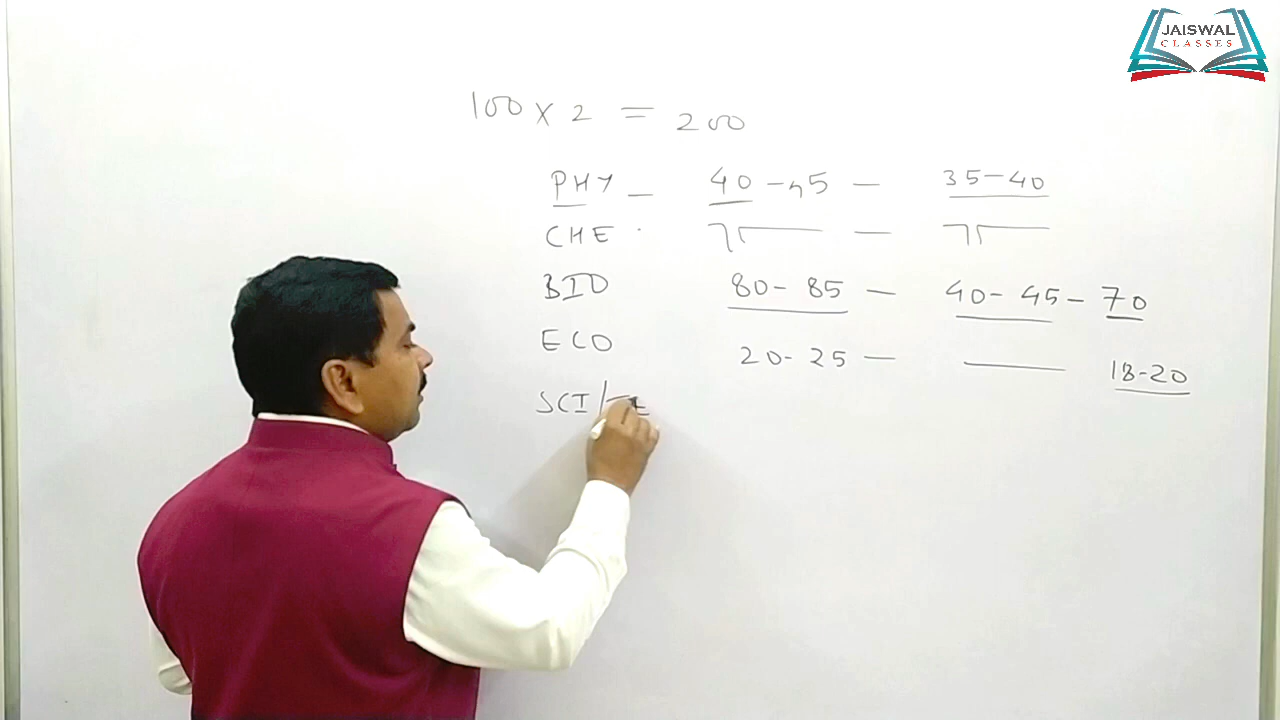 JAISWAL
CLASSES
100 x 2 = 200
PHY - 40 - 45 - 35-40
CHE - -
BIO 80- 85 - 40- 45 - 70
ECO 20- 25 - 18-20
SCI/